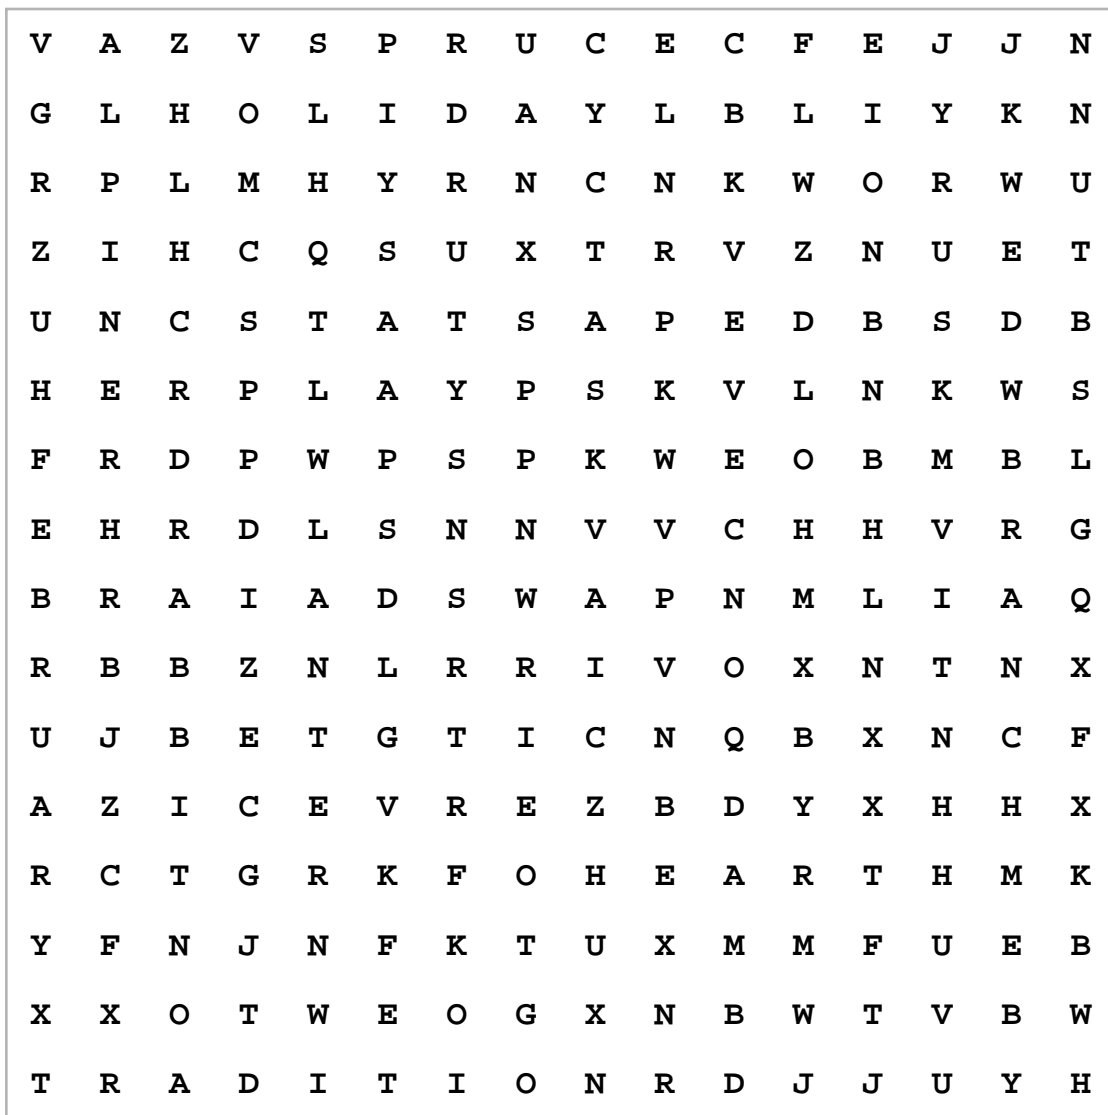 V A Z V S P R U C E C F E J J N
G L H O L I D A Y L B L I Y K N
R P L M H Y R N C N K W O R W U
Z I H C Q S U X T R V Z N U E T
U N C S T A T S A P E D B S D B
H E R P L A Y P S K V L N K W S
F R D P W P S P K W E O B M B L
E H R D L S N N V V C H H V R G
B R A I A D S W A P N M L I A Q
R B B Z N L R R I V O X N T N X
U J B E T G T I C N Q B X N C F
A Z I C E V R E Z B D Y X H H X
R C T G R K F O H E A R T H M K
Y F N J N F K T U X M M F U E B
X X O T W E O G X N B W T V B W
T R A D I T I O N R D J J U Y H